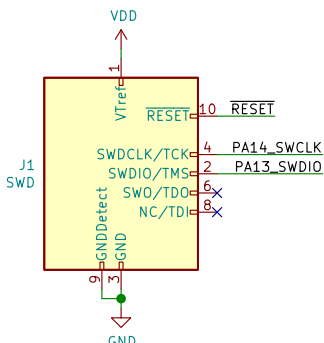 VDD
1
VTref
RESET
10
RESET
J1
SWD
SWDCLK/TCK
4
PA14_SWCLK
SWDIO/TMS
2
PA13_SWDIO
SWO/TDO
6
NC/TDI
8
GNDDetect
GND
9
3
GND